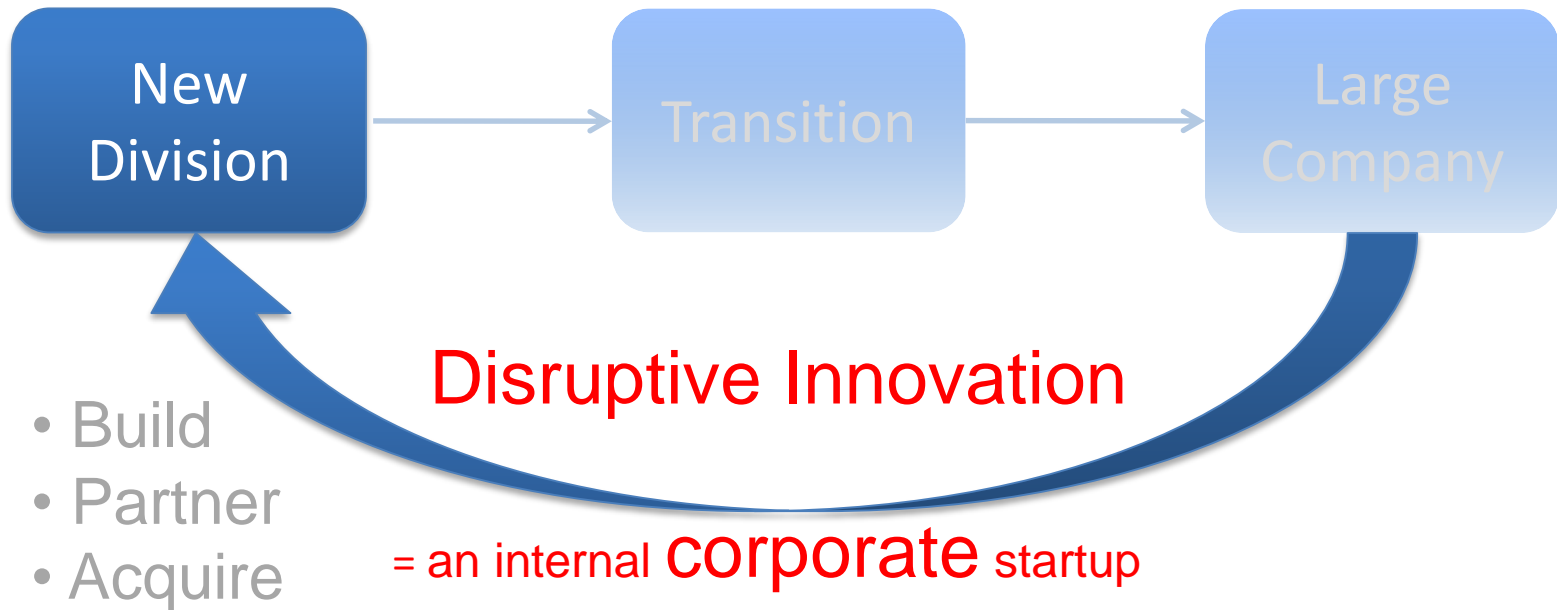 New
Division
Transition
Large
Company
Disruptive Innovation
• Build
• Partner
• Acquire
= an internal corporate startup